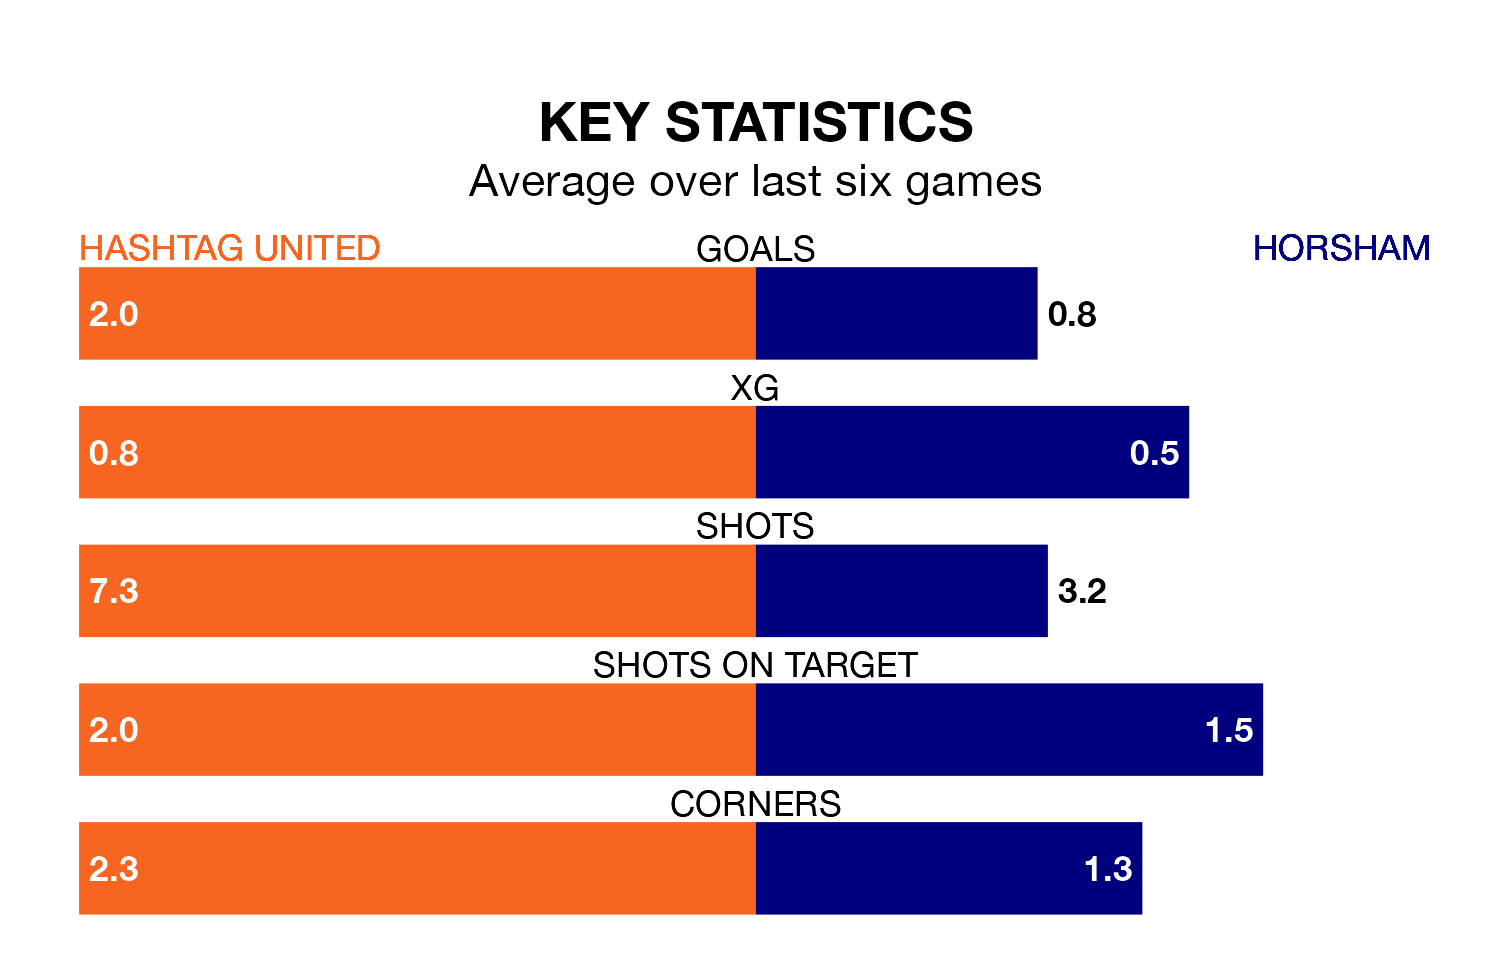 KEY STATISTICS
Average over last six games
HASHTAG UNITED GOALS HORSHAM
2.0 0.8
XG
0.8 0.5
SHOTS
7.3 3.2
SHOTS ON TARGET
2.0 1.5
CORNERS
2.3 1.3